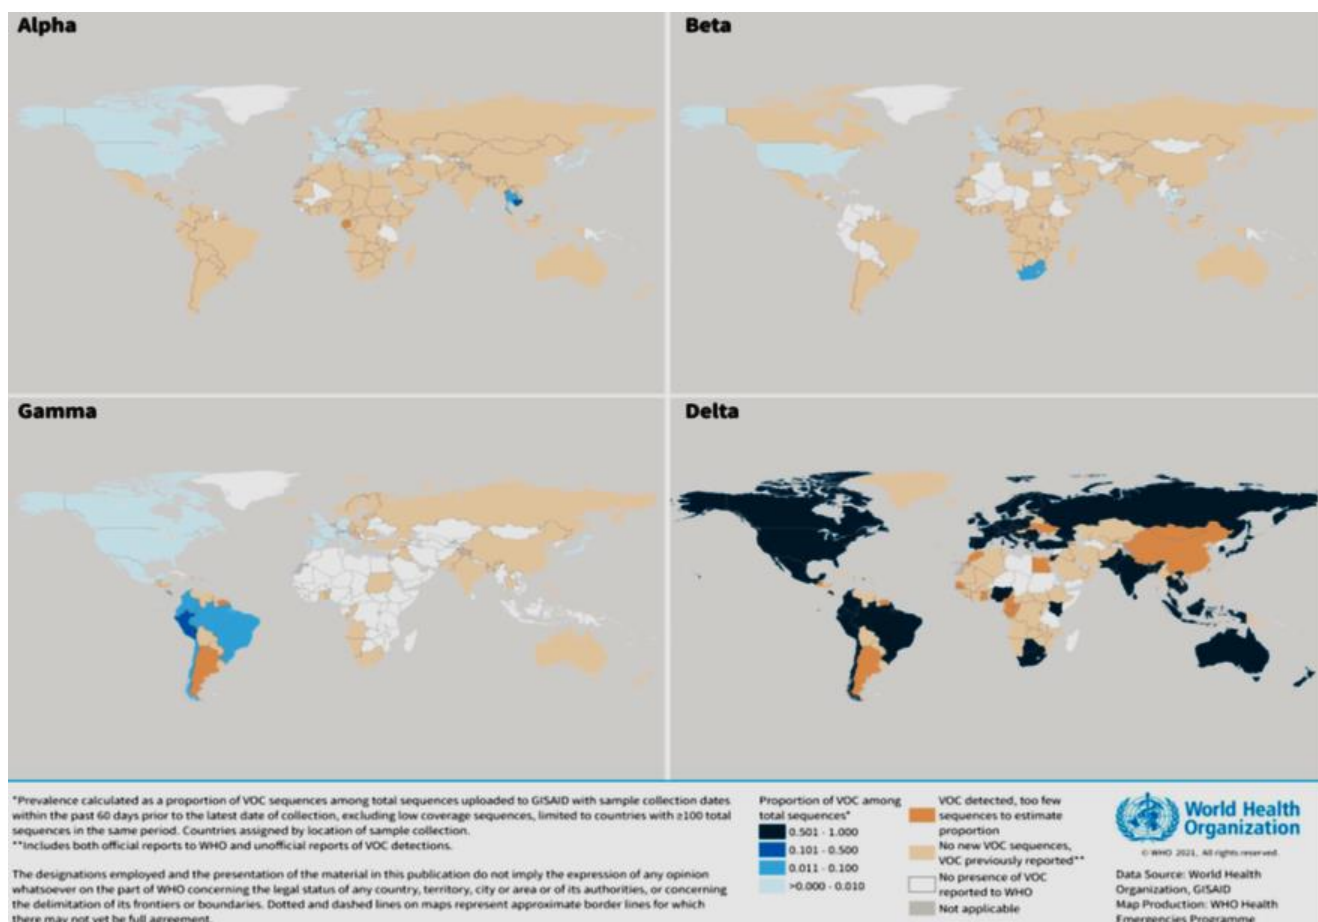 Alpha
Beta
Gamma
Delta
*Prevalence calculated as a proportion of VOC sequences among total sequences uploaded to GISAID with sample collection dates
within the past 60 days prior to the latest date of collection, excluding low coverage sequences, limited to countries with ≥100 total
sequences in the same period. Countries assigned by location of sample collection.
**Includes both official reports to WHO and unofficial reports of VOC detections.
The designations employed and the presentation of the material in this publication do not imply the expression of any opinion
whatsoever on the part of WHO concerning the legal status of any country, territory, city or area or of its authorities, or concerning
the delimitation of its frontiers or boundaries. Dotted and dashed lines on maps represent approximate border lines for which
there may not yet be full agreement.
Proportion of VOC among
total sequences*
0.501 - 1.000
0.101 - 0.500
0.011 - 0.100
>0.000 - 0.010
VOC detected, too few
sequences to estimate
proportion
No new VOC sequences,
VOC previously reported**
No presence of VOC
reported to WHO
Not applicable
World Health
Organization
© WHO 2021, All rights reserved.
Data Source: World Health
Organization, GISAID
Map Production: WHO Health
Emergencies Programme